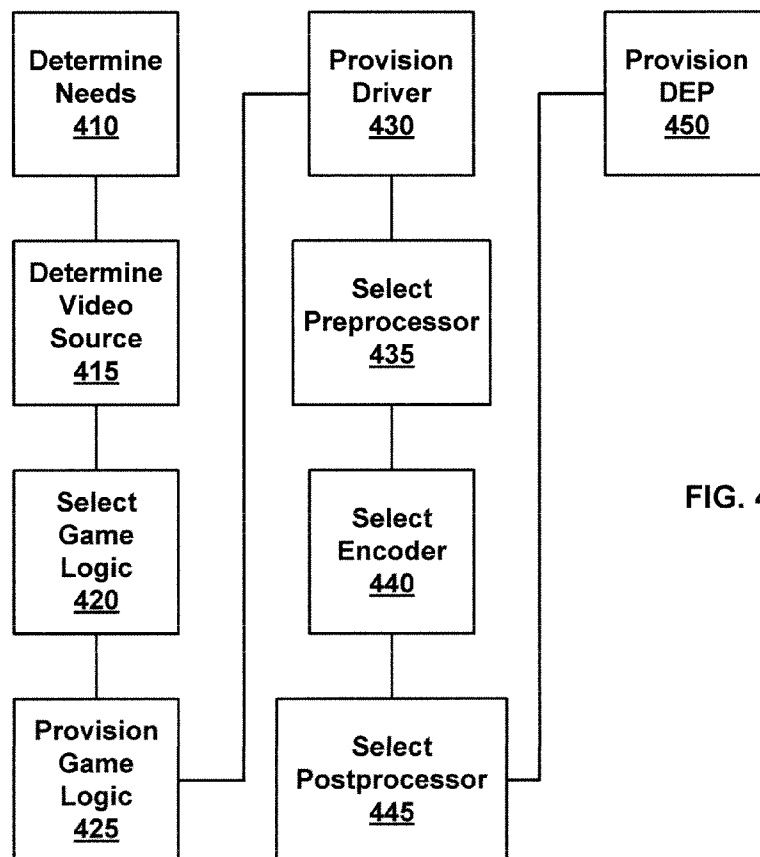 Determine
Needs
410
Determine
Video
Source
415
Select
Game
Logic
420
Provision
Game
Logic
425
Provision
Driver
430
Select
Preprocessor
435
Select
Encoder
440
Select
Postprocessor
445
Provision
DEP
450
FIG. 4